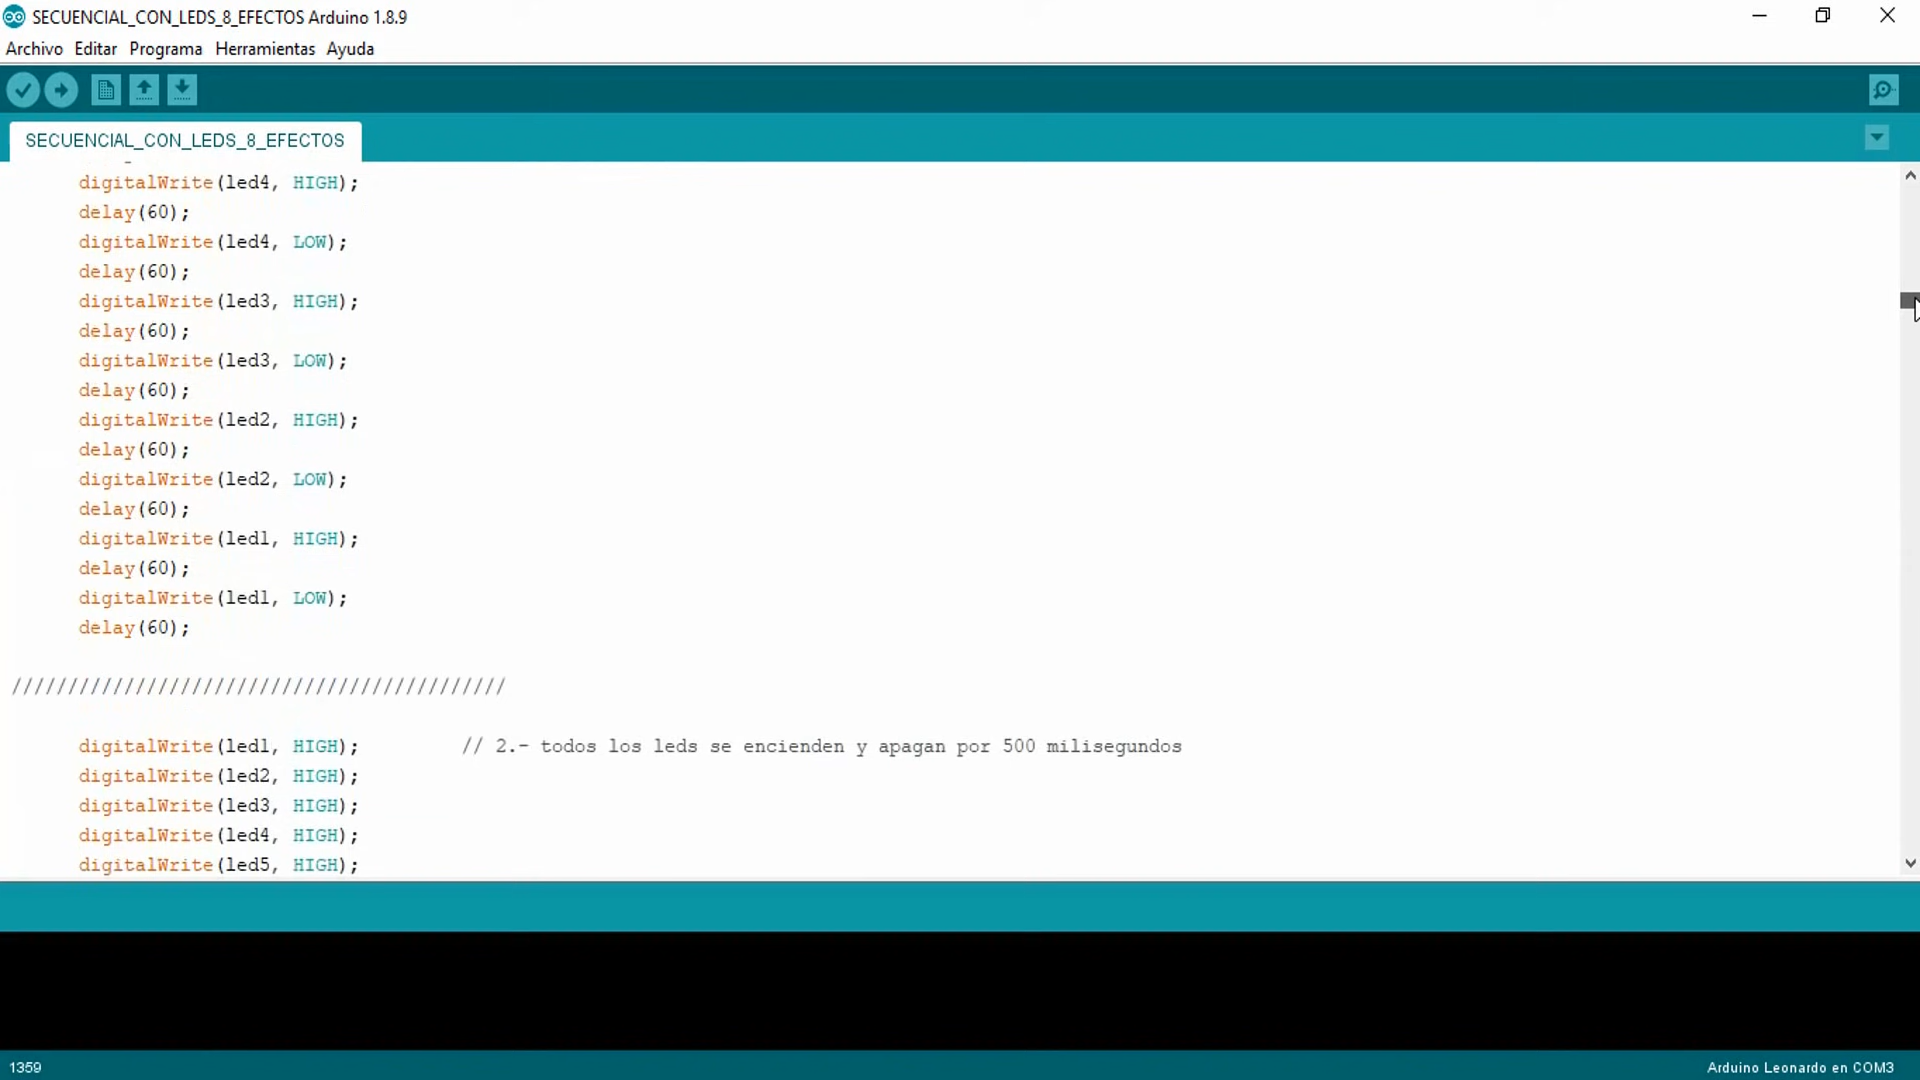 SECUENCIAL_CON_LEDS_8_EFECTOS Arduino 1.8.9
Archivo Editar Programa Herramientas Ayuda
SECUENCIAL_CON_LEDS_8_EFECTOS
digitalWrite(led4, HIGH);
delay(60);
digitalWrite(led4, LOW);
delay(60);
digitalWrite(led3, HIGH);
delay(60);
digitalWrite(led3, LOW);
delay(60);
digitalWrite(led2, HIGH);
delay(60);
digitalWrite(led2, LOW);
delay(60);
digitalWrite(led1, HIGH);
delay(60);
digitalWrite(led1, LOW);
delay(60);
////////////////////////////////////////////
digitalWrite(led1, HIGH); // 2.- todos los leds se encienden y apagan por 500 milisegundos
digitalWrite(led2, HIGH);
digitalWrite(led3, HIGH);
digitalWrite(led4, HIGH);
digitalWrite(led5, HIGH);
1359 Arduino Leonardo en COM3